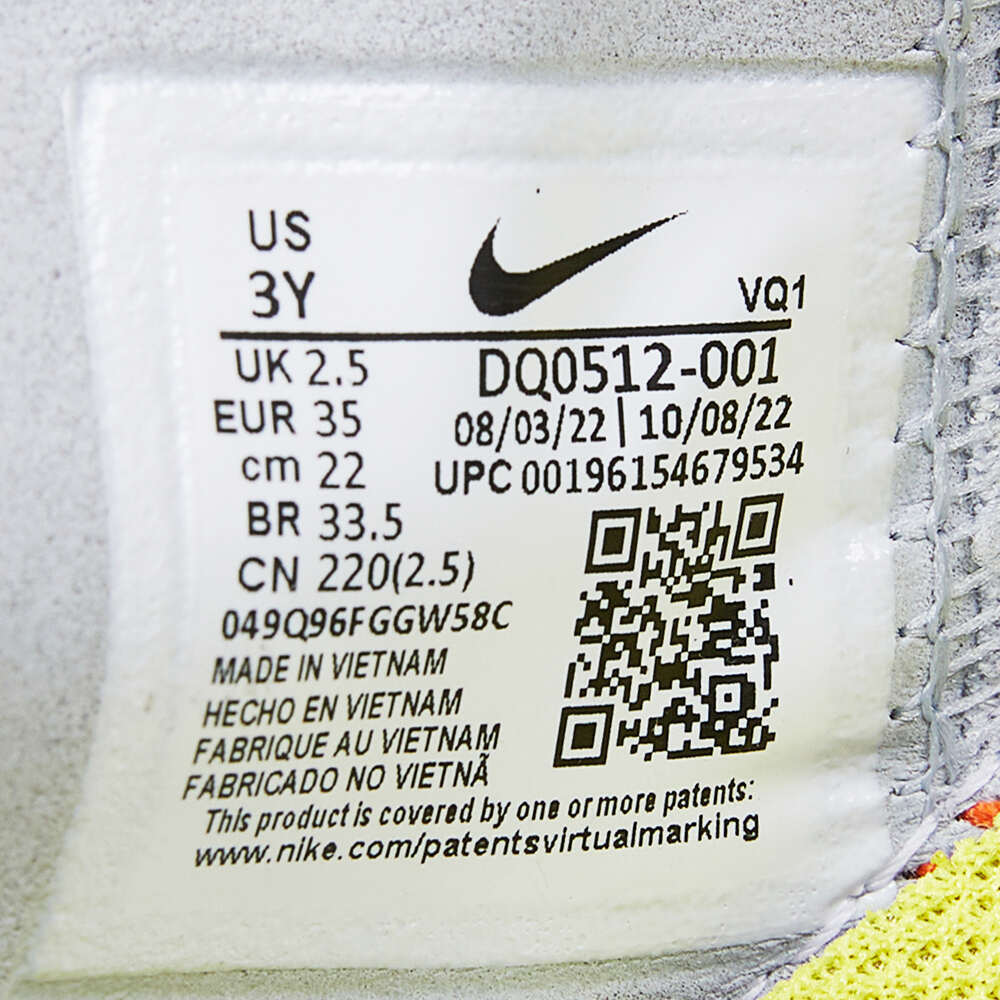 US
3Y
VQ1
UK 2.5
DQ0512-001
EUR 35
08/03/22 | 10/08/22
cm 22
UPC 00196154679534
BR 33.5
CN 220(2.5)
049Q96FGGW58C
MADE IN VIETNAM
HECHO EN VIETNAM
FABRIQUE AU VIETNAM
FABRICADO NO VIETNÃ
This product is covered by one or more patents:
www.nike.com/patentsvirtualmarking